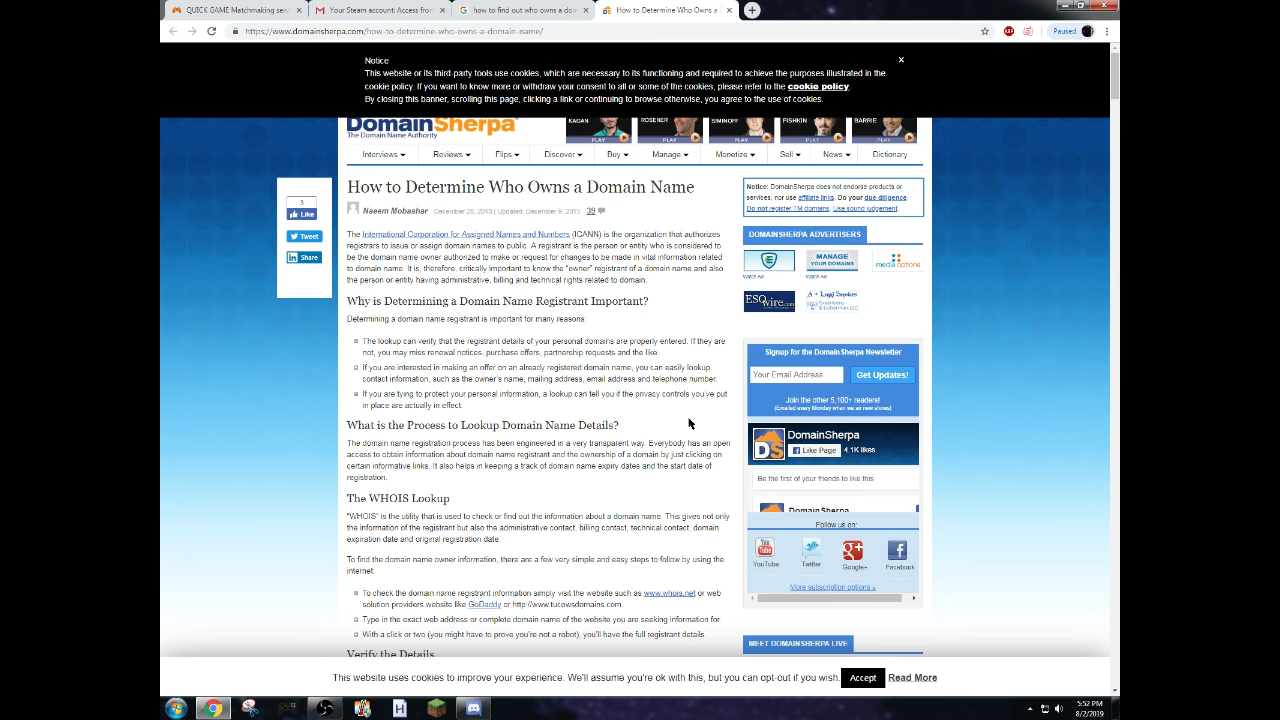 QUICK GAME Matchmaking serv
Your Steam account: Access from
how to find out who owns a dom
How to Determine Who Owns a D
https://www.domainsherpa.com/how-to-determine-who-owns-a-domain-name/
Paused
Notice
This website or its third-party tools use cookies, which are necessary to its functioning and required to achieve the purposes illustrated in the
cookie policy. If you want to know more or withdraw your consent to all or some of the cookies, please refer to the cookie policy.
By closing this banner, scrolling this page, clicking a link or continuing to browse otherwise, you agree to the use of cookies.
DomainSherpa
The Domain Name Authority
KAGAN ROSENER SIMINOFF FISHKIN BARRIE
PLAY PLAY PLAY PLAY PLAY
Interviews Reviews Flips Discover Buy Manage Monetize Sell News Dictionary
3
Like
Tweet
Share
How to Determine Who Owns a Domain Name
Naeem Mobashar December 26, 2010 | Updated: December 9, 2015 39
The International Corporation for Assigned Names and Numbers (ICANN) is the organization that authorizes
registrars to issue or assign domain names to public. A registrant is the person or entity who is considered to
be the domain name owner authorized to make or request for changes to be made in vital information related
to domain name. It is, therefore, critically important to know the "owner" registrant of a domain name and also
the person or entity having administrative, billing and technical rights related to domain.
Why is Determining a Domain Name Registrant Important?
Determining a domain name registrant is important for many reasons:
The lookup can verify that the registrant details of your personal domains are properly entered. If they are
not, you may miss renewal notices, purchase offers, partnership requests and the like.
If you are interested in making an offer on an already registered domain name, you can easily lookup
contact information, such as the owner's name, mailing address, email address and telephone number.
If you are tying to protect your personal information, a lookup can tell you if the privacy controls you've put
in place are actually in effect.
What is the Process to Lookup Domain Name Details?
The domain name registration process has been engineered in a very transparent way. Everybody has an open
access to obtain information about domain name registrant and the ownership of a domain by just clicking on
certain informative links. It also helps in keeping a track of domain name expiry dates and the start date of
registration.
The WHOIS Lookup
"WHOIS" is the utility that is used to check or find out the information about a domain name. This gives not only
the information of the registrant but also the administrative contact, billing contact, technical contact, domain
expiration date and original registration date.
To find the domain name owner information, there are a few very simple and easy steps to follow by using the
internet:
To check the domain name registrant information simply visit the website such as www.whois.net or web
solution providers website like GoDaddy or http://www.tucowsdomains.com.
Type in the exact web address or complete domain name of the website you are seeking information for.
With a click or two (you might have to prove you're not a robot), you'll have the full registrant details.
Verify the Details
Notice: DomainSherpa does not endorse products or
services, nor use affiliate links. Do your due diligence.
Do not register TM domains. Use sound judgement.
DOMAINSHERPA ADVERTISERS
MANAGE
YOUR DOMAINS
media options
Watch Ad
Watch Ad
ESQwire.com
A+ Legal Services
Greenberg
& Lieberman, LLC
Signup for the DomainSherpa Newsletter
Your Email Address
Get Updates!
Join the other 5,100+ readers!
(Emailed every Monday when we air new shows)
DS
DomainSherpa
Like Page 4.1K likes
Be the first of your friends to like this
DomainSherpa
Follow us on:
You
Tube
YouTube Twitter Google+ Facebook
More subscription options »
MEET DOMAINSHERPA LIVE
This website uses cookies to improve your experience. We'll assume you're ok with this, but you can opt-out if you wish. Accept Read More
5:52 PM
8/2/2019